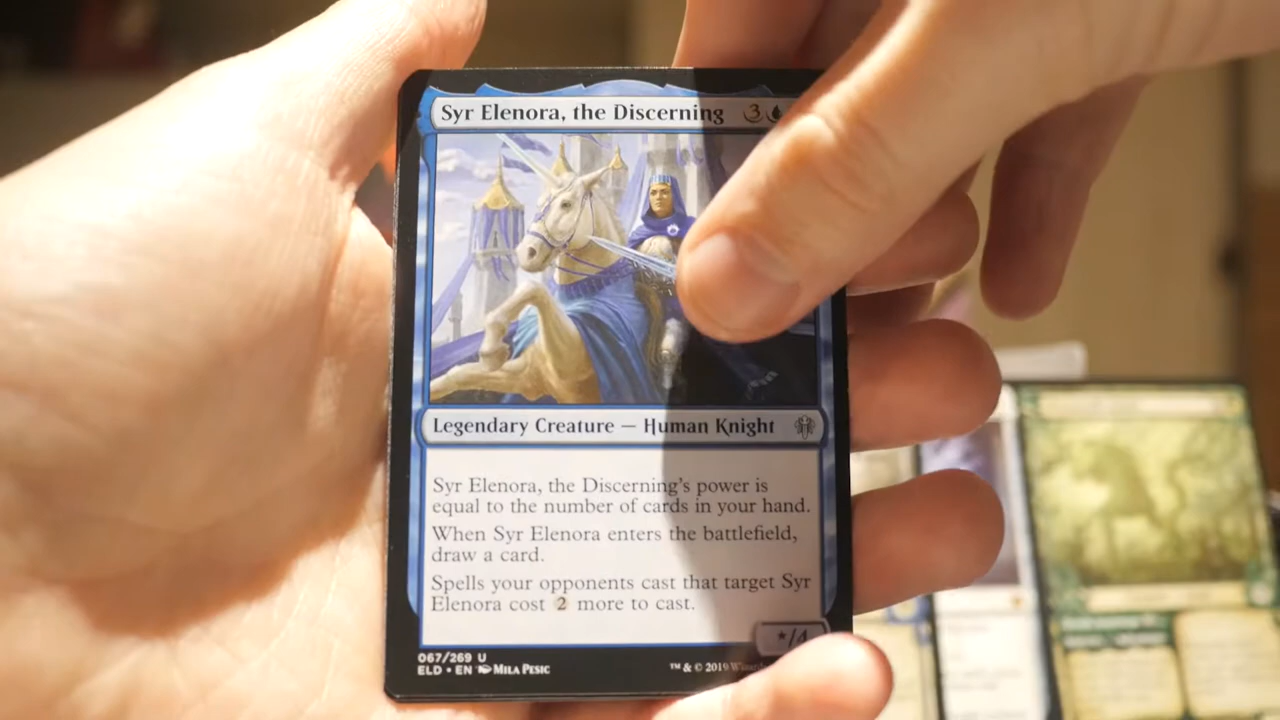 Syr Elenora, the Discerning 3
Legendary Creature — Human Knight
Syr Elenora, the Discerning's power is
equal to the number of cards in your hand.
When Syr Elenora enters the battlefield,
draw a card.
Spells your opponents cast that target Syr
Elenora cost 2 more to cast.
*/4
067/269 U
ELD • EN MILA PESIC
™ & © 2019 Wizards